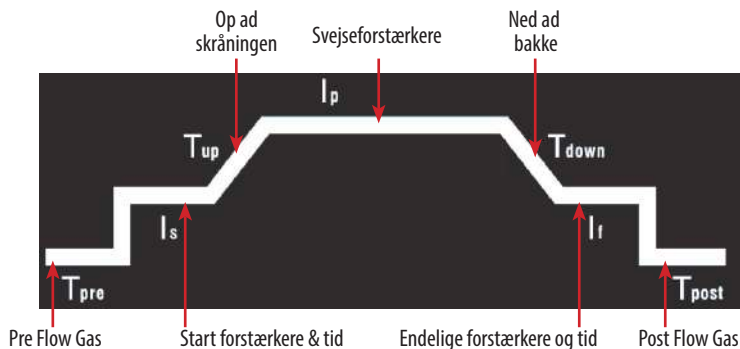 Op ad
skråningen
Svejseforstærkere
Ned ad
bakke
Ip
Tup
Tdown
Is
If
Tpre
Tpost
Pre Flow Gas
Start forstærkere & tid
Endelige forstærkere og tid
Post Flow Gas